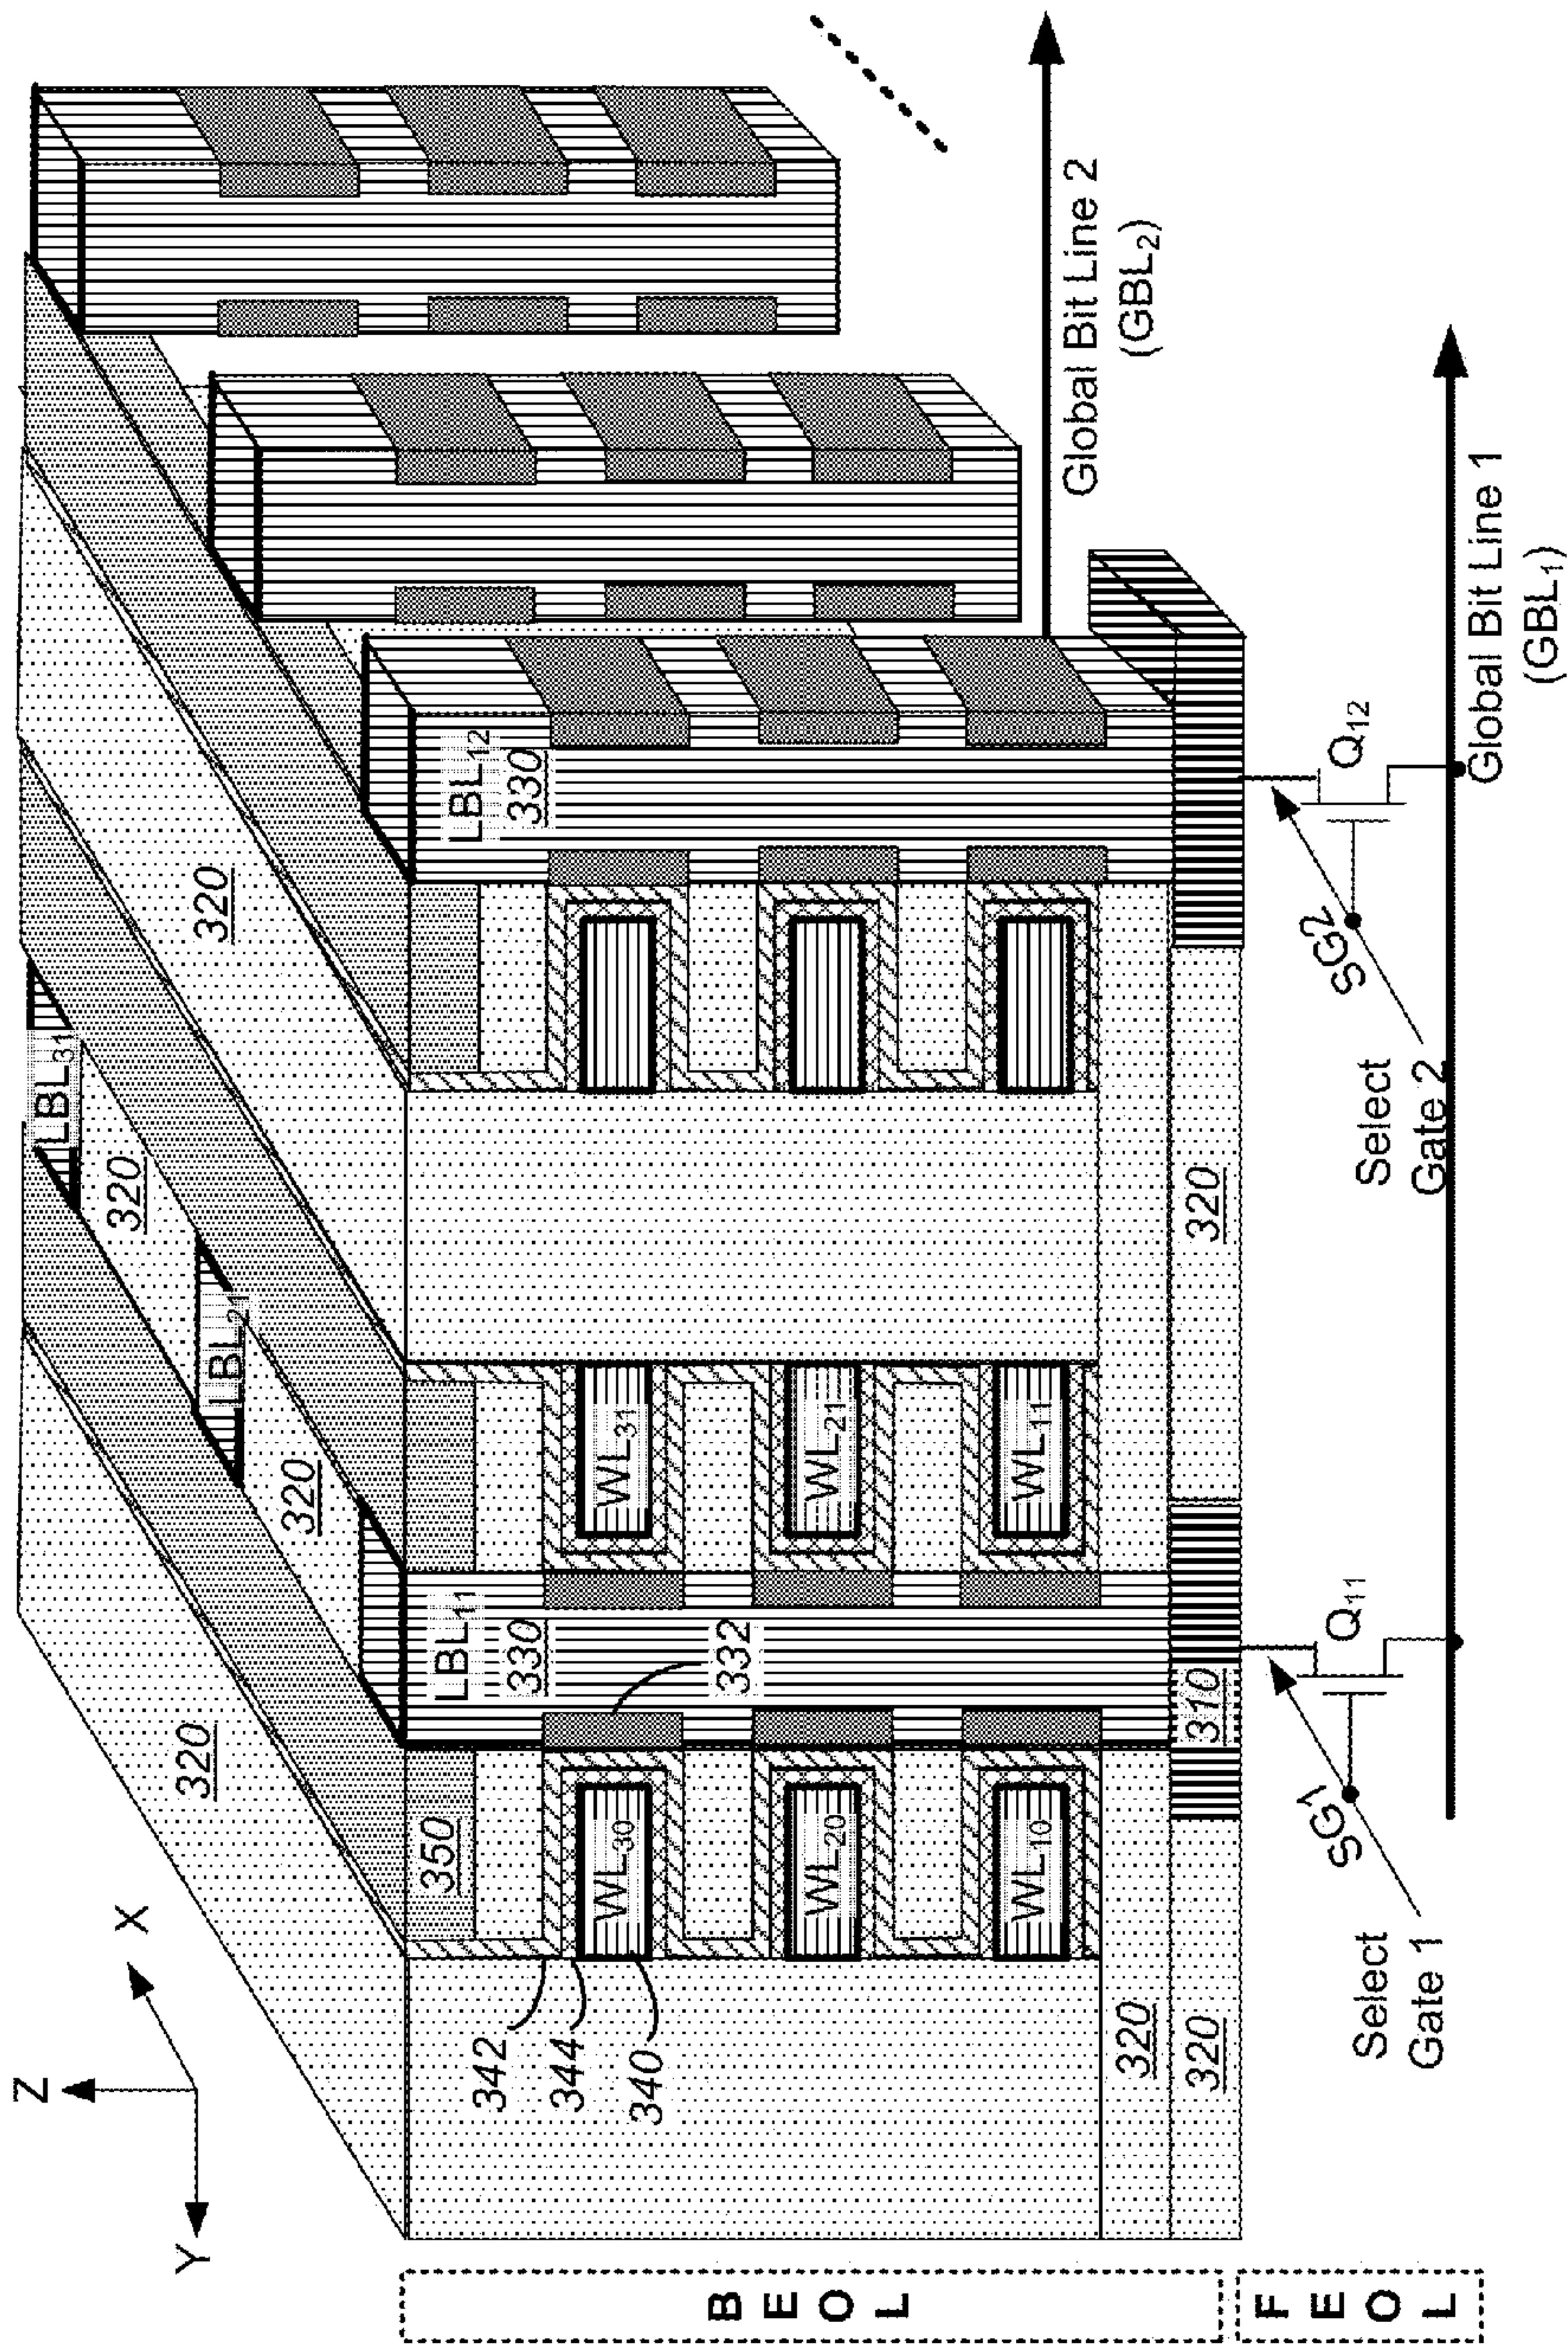 Z
X
Y
320
LBL₃₁
320
320
LBL₂₁
320
LBL₁₁
330
332
350
LBL₁₂
330
342
344
340
WL₃₀
WL₃₁
WL₂₀
WL₂₁
WL₁₀
WL₁₁
320
320
310
320
Q₁₁
Q₁₂
SG1
SG2
Select
Gate 1
Select
Gate 2
Global Bit Line 2
(GBL₂)
Global Bit Line 1
(GBL₁)
BEOL
FEOL